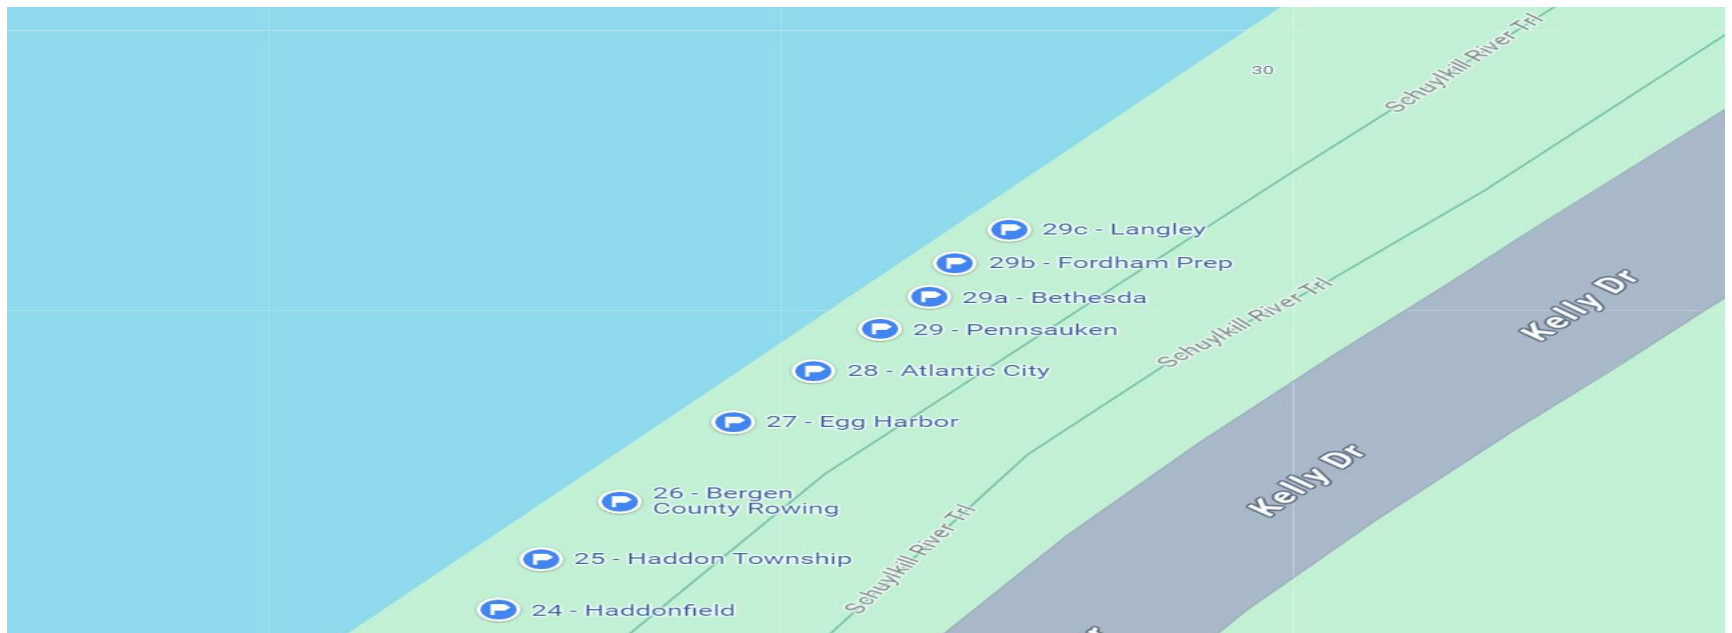 Schuylkill River Trl
30
29c - Langley
29b - Fordham Prep
29a - Bethesda
29 - Pennsauken
Schuylkill River Trl
Kelly Dr
28 - Atlantic City
27 - Egg Harbor
Kelly Dr
26 - Bergen
County Rowing
25 - Haddon Township
Schuylkill River Trl
24 - Haddonfield